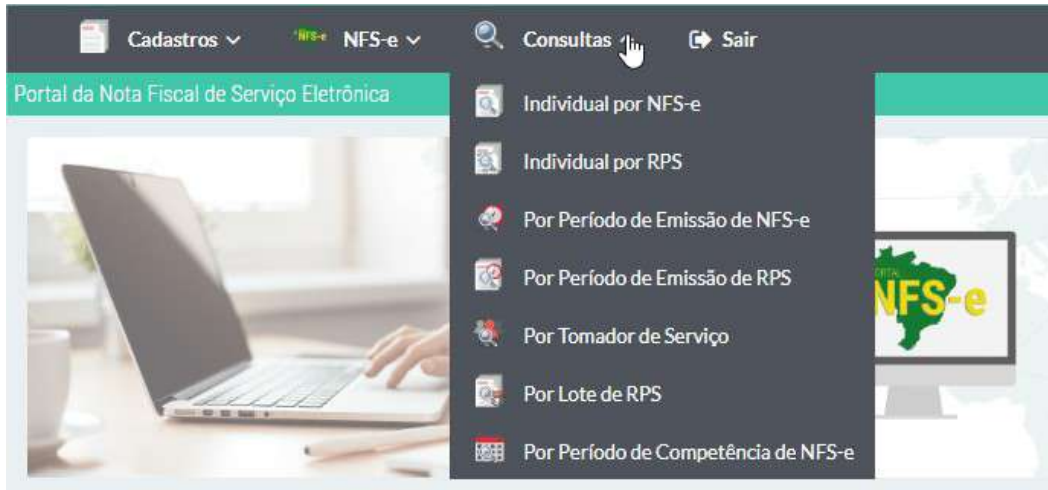 Cadastros NFS-e NFS-e Consultas Sair
Portal da Nota Fiscal de Serviço Eletrônica
Individual por NFS-e
Individual por RPS
Por Período de Emissão de NFS-e
Por Período de Emissão de RPS
Por Tomador de Serviço
Por Lote de RPS
Por Período de Competência de NFS-e
PORTAL
NFS-e